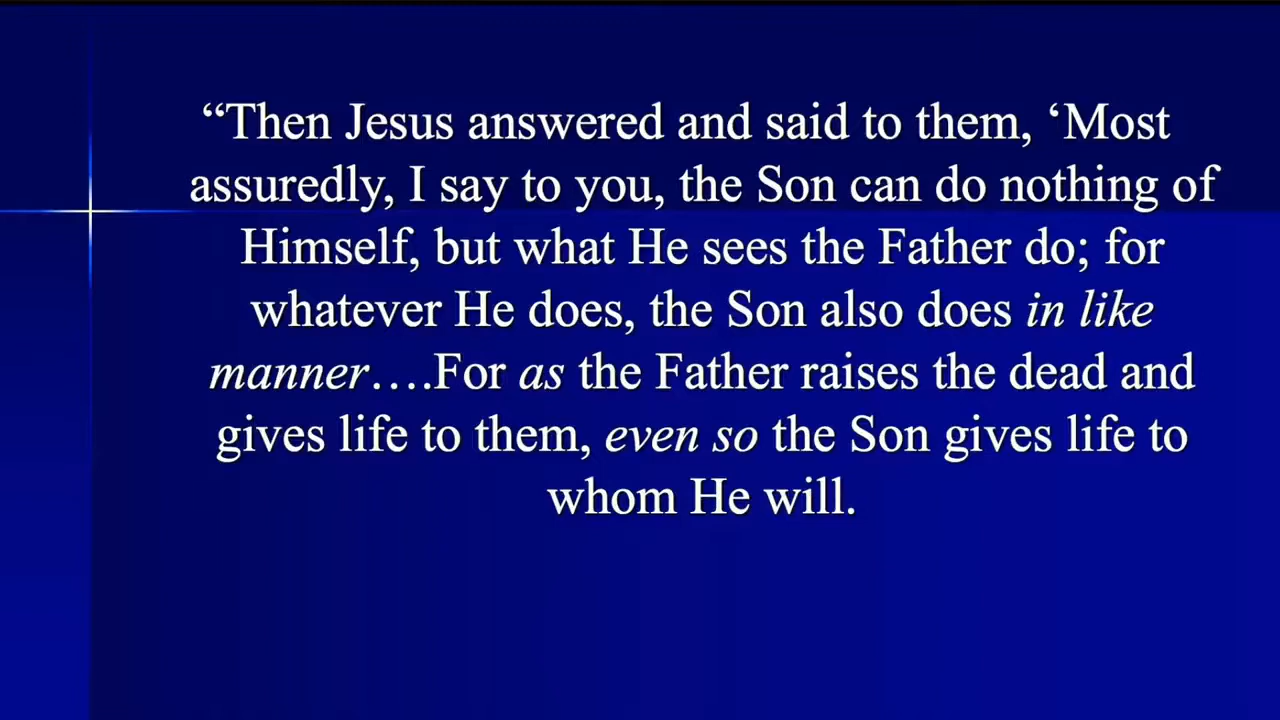 “Then Jesus answered and said to them, ‘Most
assuredly, I say to you, the Son can do nothing of
Himself, but what He sees the Father do; for
whatever He does, the Son also does in like
manner….For as the Father raises the dead and
gives life to them, even so the Son gives life to
whom He will.